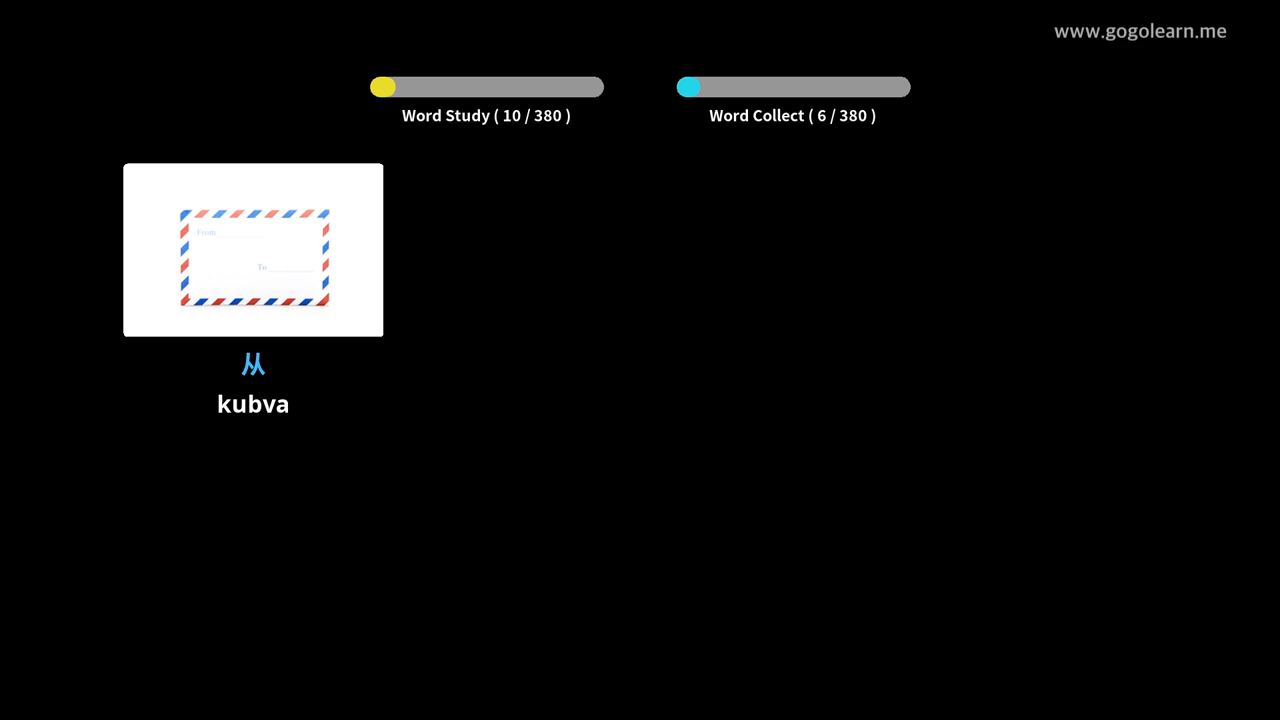 www.gogolearn.me
Word Study ( 10 / 380 )
Word Collect ( 6 / 380 )
From
To
从
kubva